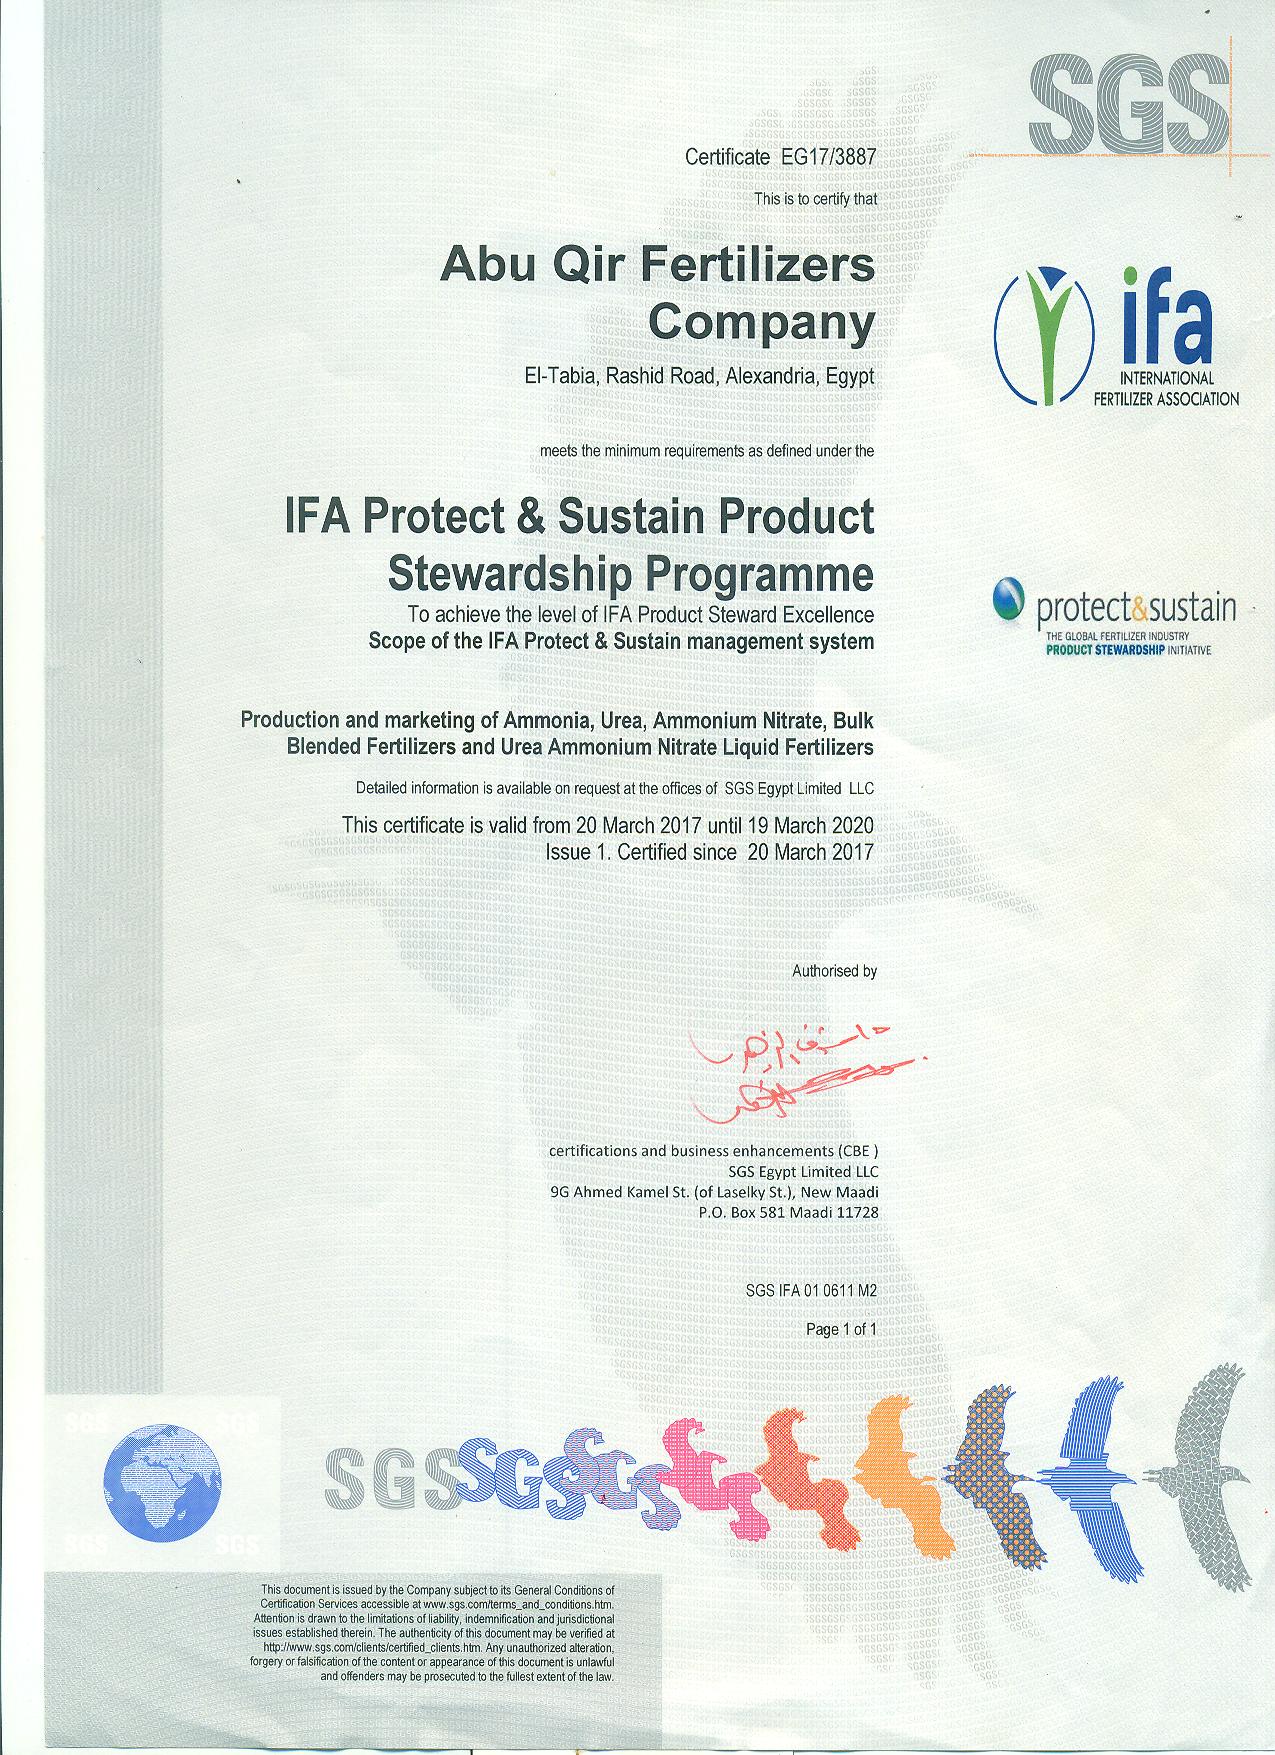 SGS
Certificate EG17/3887
This is to certify that
Abu Qir Fertilizers
Company
El-Tabia, Rashid Road, Alexandria, Egypt
ifa
INTERNATIONAL
FERTILIZER ASSOCIATION
meets the minimum requirements as defined under the
IFA Protect & Sustain Product
Stewardship Programme
To achieve the level of IFA Product Steward Excellence
Scope of the IFA Protect & Sustain management system
protect&sustain
THE GLOBAL FERTILIZER INDUSTRY
PRODUCT STEWARDSHIP INITIATIVE
Production and marketing of Ammonia, Urea, Ammonium Nitrate, Bulk
Blended Fertilizers and Urea Ammonium Nitrate Liquid Fertilizers
Detailed information is available on request at the offices of SGS Egypt Limited LLC
This certificate is valid from 20 March 2017 until 19 March 2020
Issue 1. Certified since 20 March 2017
Authorised by
certifications and business enhancements (CBE )
SGS Egypt Limited LLC
9G Ahmed Kamel St. (of Laselky St.), New Maadi
P.O. Box 581 Maadi 11728
SGS IFA 01 0611 M2
Page 1 of 1
SGS SGS SGS
This document is issued by the Company subject to its General Conditions of
Certification Services accessible at www.sgs.com/terms_and_conditions.htm.
Attention is drawn to the limitations of liability, indemnification and jurisdictional
issues established therein. The authenticity of this document may be verified at
http://www.sgs.com/clients/certified_clients.htm. Any unauthorized alteration,
forgery or falsification of the content or appearance of this document is unlawful
and offenders may be prosecuted to the fullest extent of the law.